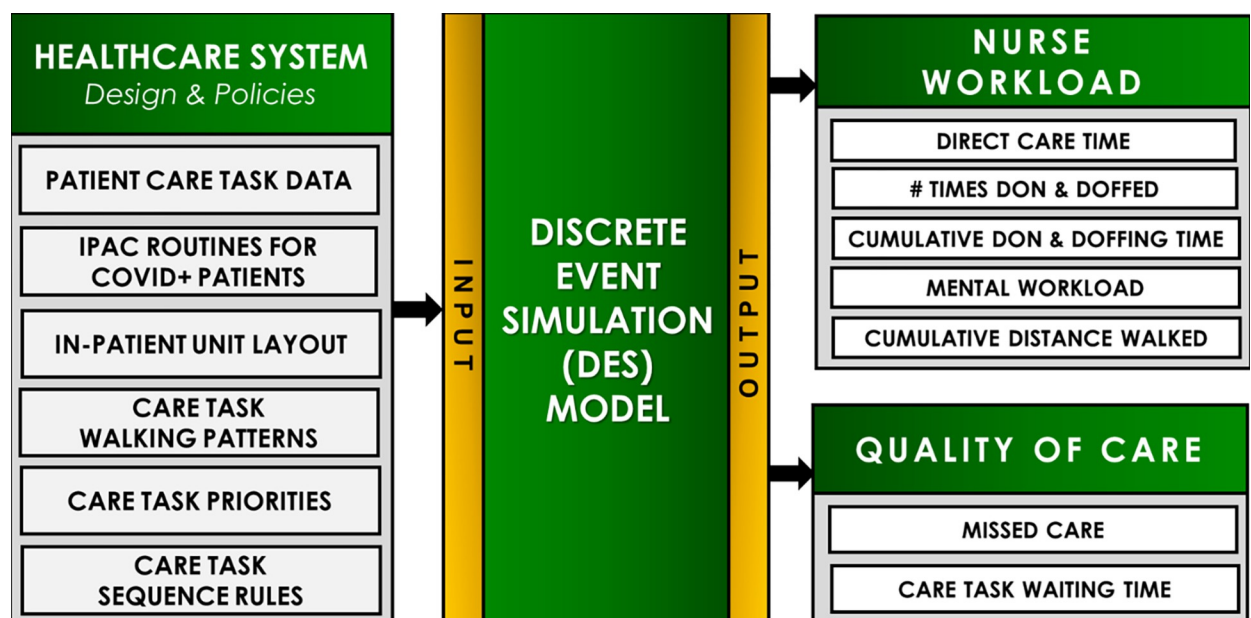 HEALTHCARE SYSTEM
Design & Policies
PATIENT CARE TASK DATA
IPAC ROUTINES FOR
COVID+ PATIENTS
IN-PATIENT UNIT LAYOUT
CARE TASK
WALKING PATTERNS
CARE TASK PRIORITIES
CARE TASK
SEQUENCE RULES
INPUT
DISCRETE
EVENT
SIMULATION
(DES)
MODEL
OUTPUT
NURSE
WORKLOAD
DIRECT CARE TIME
# TIMES DON & DOFFED
CUMULATIVE DON & DOFFING TIME
MENTAL WORKLOAD
CUMULATIVE DISTANCE WALKED
QUALITY OF CARE
MISSED CARE
CARE TASK WAITING TIME